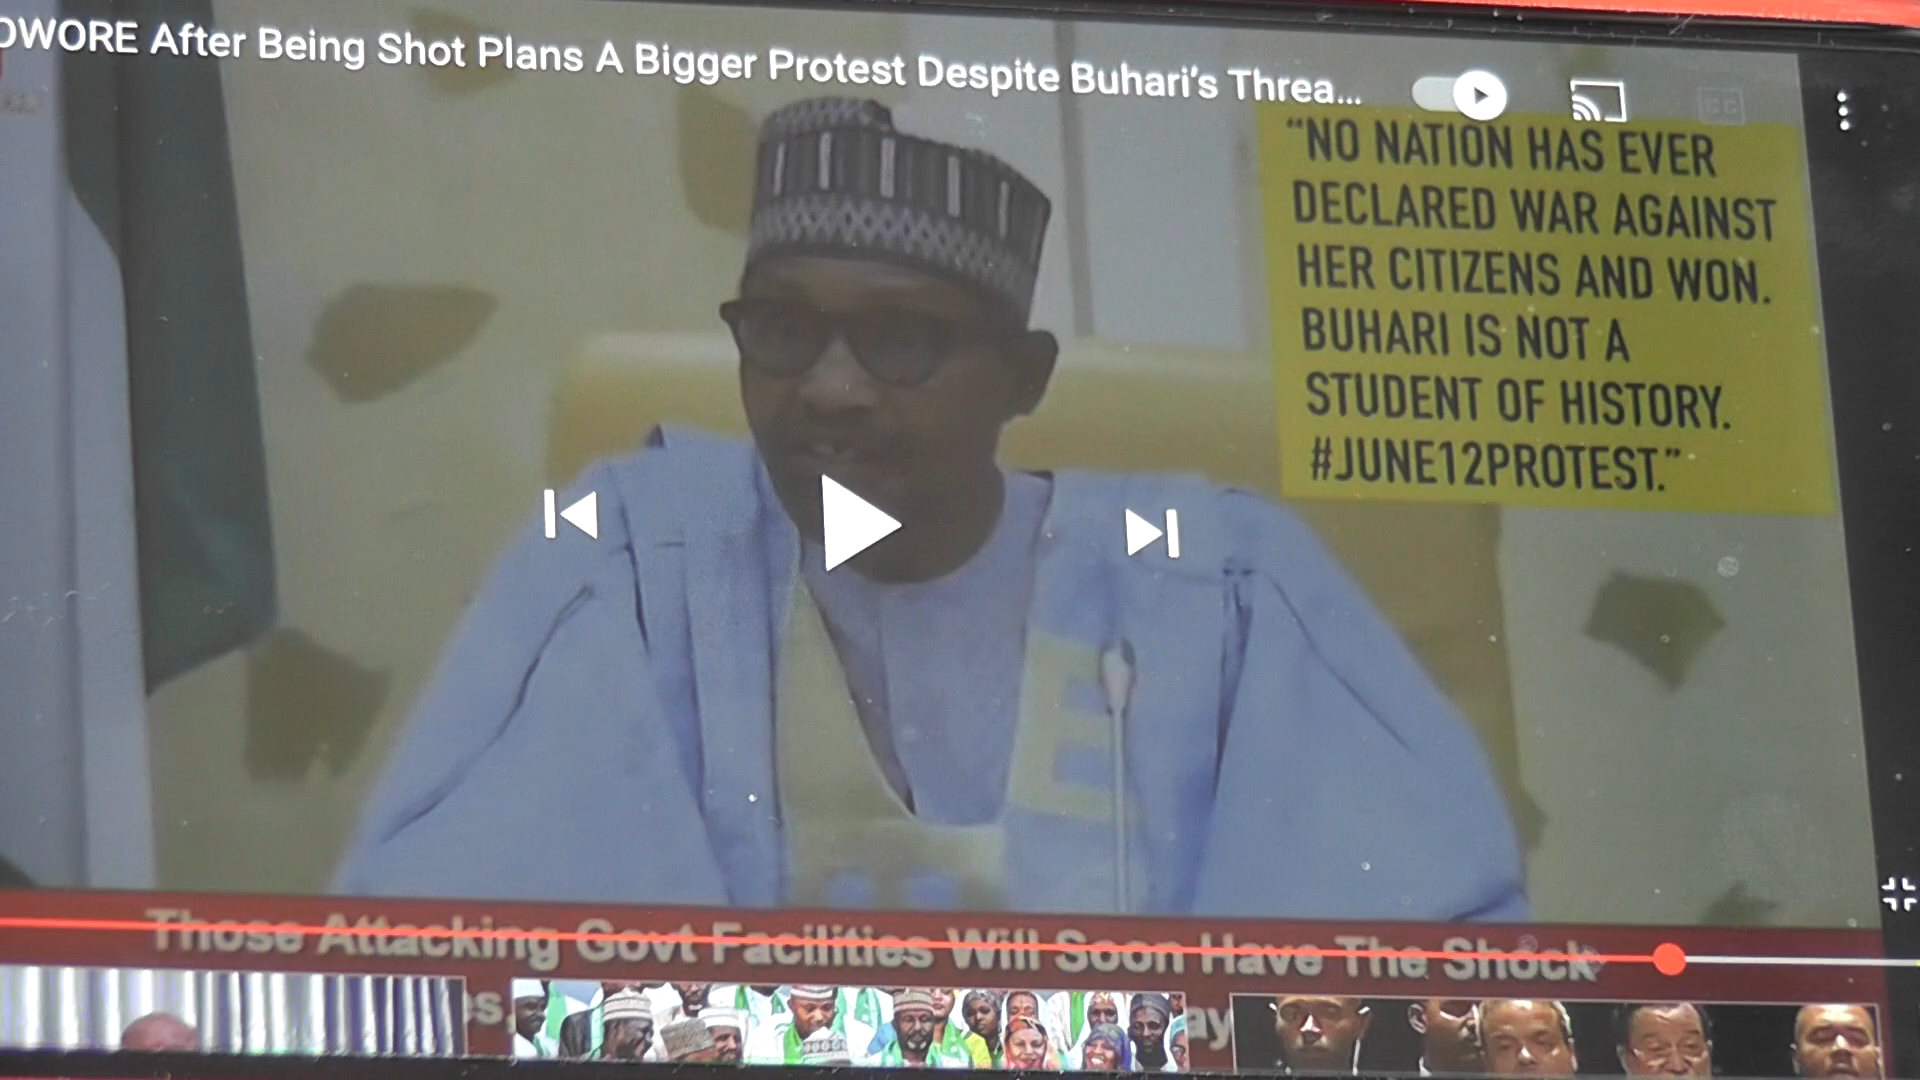 OWORE After Being Shot Plans A Bigger Protest Despite Buhari's Threa...
"NO NATION HAS EVER
DECLARED WAR AGAINST
HER CITIZENS AND WON.
BUHARI IS NOT A
STUDENT OF HISTORY.
#JUNE12PROTEST."
Those Attacking Govt Facilities Will Soon Have The Shock